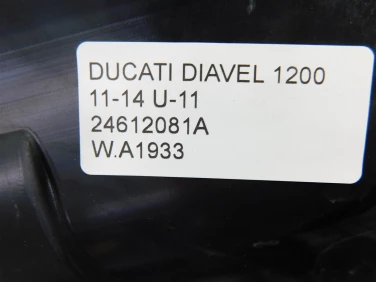 DUCATI DIAVEL 1200
11-14 U-11
24612081A
W.A1933